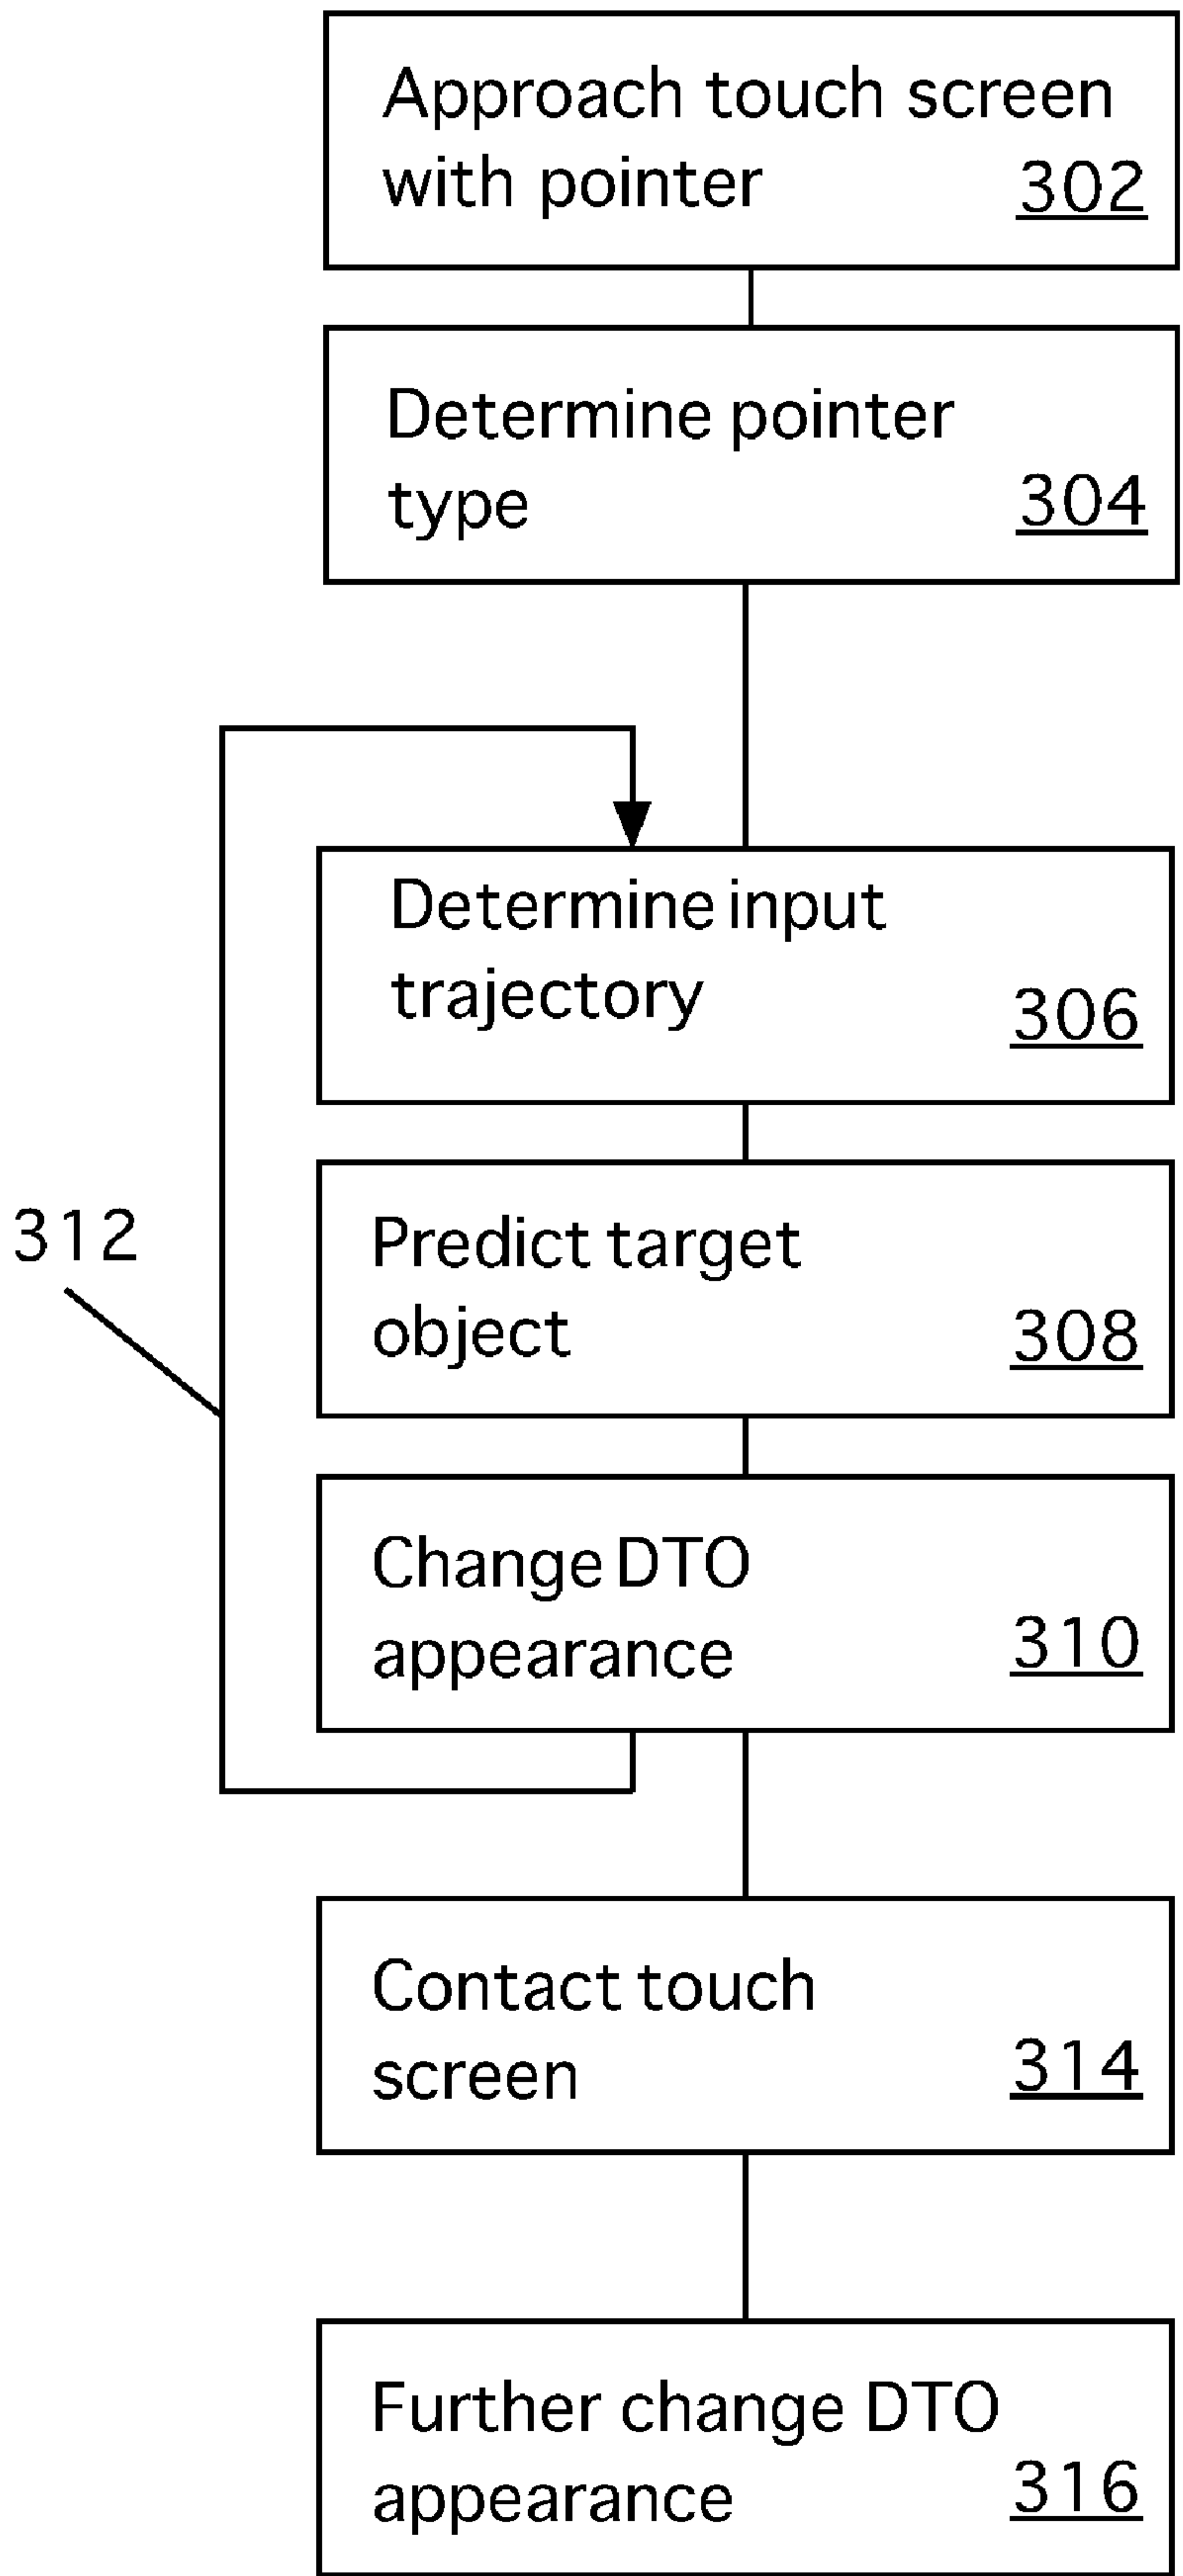 Approach touch screen
with pointer 302
Determine pointer
type 304
Determine input
trajectory 306
312
Predict target
object 308
Change DTO
appearance 310
Contact touch
screen 314
Further change DTO
appearance 316